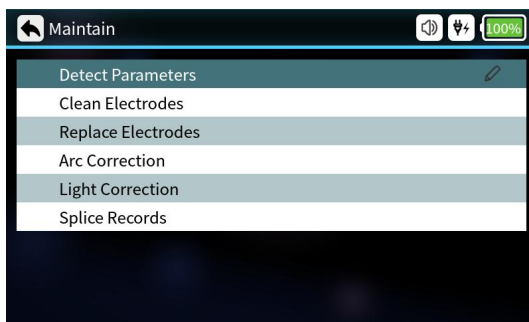 Maintain
100%
Detect Parameters
Clean Electrodes
Replace Electrodes
Arc Correction
Light Correction
Splice Records